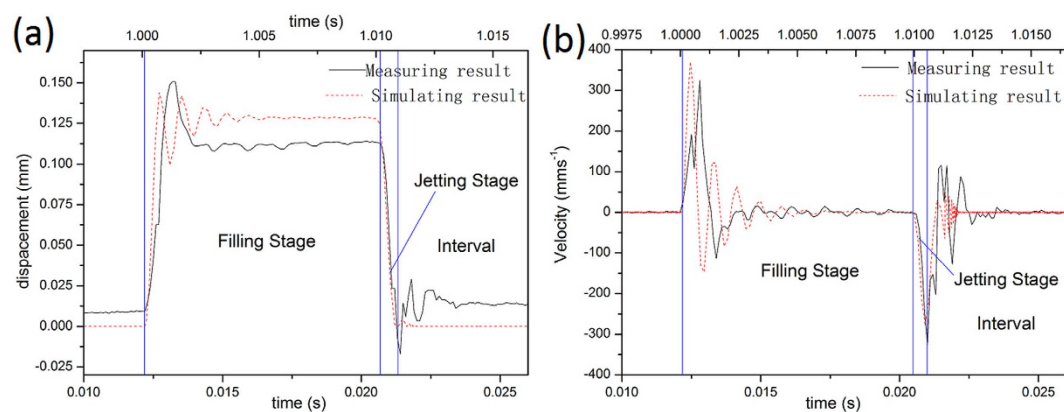 (a)
time (s)
1.000 1.005 1.010 1.015
Measuring result
Simulating result
0.150
0.125
0.100
0.075
0.050
0.025
0.000
-0.025
dispacement (mm)
Filling Stage
Jetting Stage
Interval
0.010 0.015 0.020 0.025
time (s)
(b)
time (s)
0.9975 1.0000 1.0025 1.0050 1.0075 1.0100 1.0125 1.0150
Measuring result
Simulating result
400
300
200
100
0
-100
-200
-300
-400
Velocity (mms⁻¹)
Filling Stage
Jetting Stage
Interval
0.010 0.015 0.020 0.025
time (s)